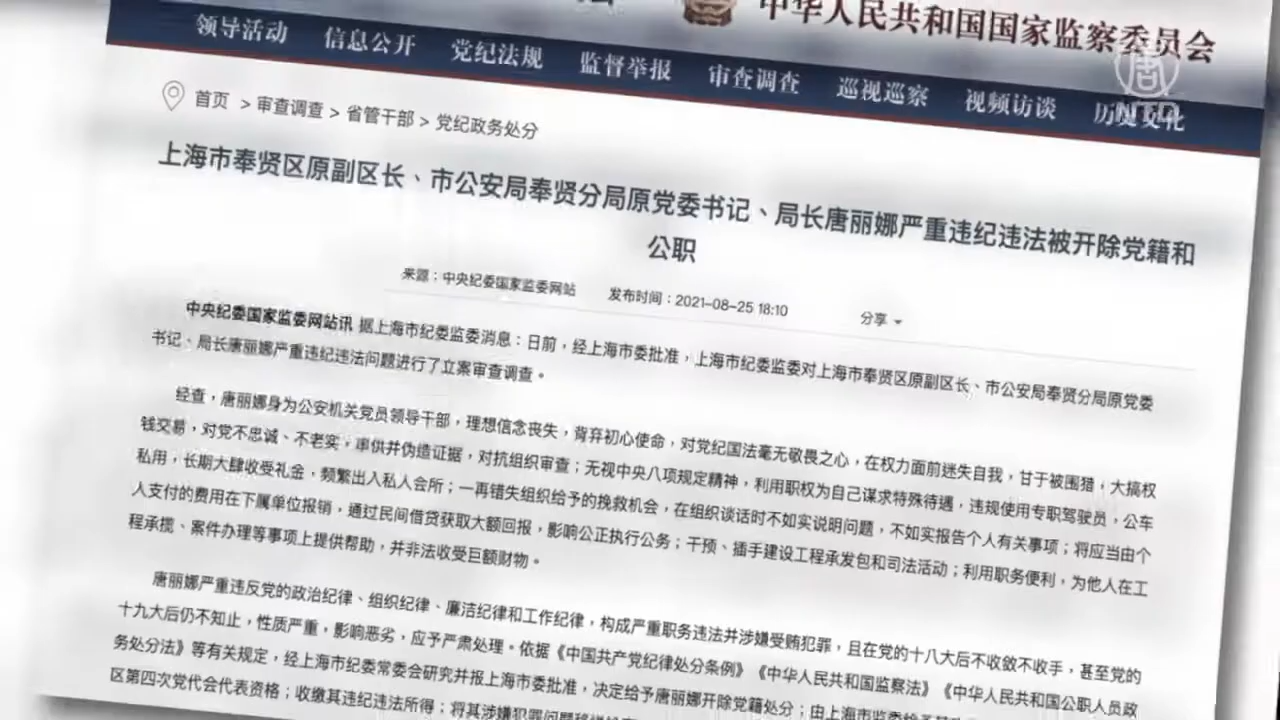 中华人民共和国国家监察委员会
唐
NTD
领导活动 信息公开 党纪法规 监督举报 审查调查 巡视巡察 视频访谈 历史文化
首页 > 审查调查 > 省管干部 > 党纪政务处分
上海市奉贤区原副区长、市公安局奉贤分局原党委书记、局长唐丽娜严重违纪违法被开除党籍和
公职
来源：中央纪委国家监委网站 发布时间：2021-08-25 18:10 分享
中央纪委国家监委网站讯 据上海市纪委监委消息：日前，经上海市委批准，上海市纪委监委对上海市奉贤区原副区长、市公安局奉贤分局原党委
书记、局长唐丽娜严重违纪违法问题进行了立案审查调查。
经查，唐丽娜身为公安机关党员领导干部，理想信念丧失，背弃初心使命，对党纪国法毫无敬畏之心，在权力面前迷失自我，甘于被围猎，大搞权
钱交易，对党不忠诚、不老实，串供并伪造证据，对抗组织审查；无视中央八项规定精神，利用职权为自己谋求特殊待遇，违规使用专职驾驶员，公车
私用，长期大肆收受礼金，频繁出入私人会所；一再错失组织给予的挽救机会，在组织谈话时不如实说明问题，不如实报告个人有关事项；将应当由个
人支付的费用在下属单位报销，通过民间借贷获取大额回报，影响公正执行公务；干预、插手建设工程承发包和司法活动；利用职务便利，为他人在工
程承揽、案件办理等事项上提供帮助，并非法收受巨额财物。
唐丽娜严重违反党的政治纪律、组织纪律、廉洁纪律和工作纪律，构成严重职务违法并涉嫌受贿犯罪，且在党的十八大后不收敛不收手，甚至党的
十九大后仍不知止，性质严重，影响恶劣，应予严肃处理。依据《中国共产党纪律处分条例》《中华人民共和国监察法》《中华人民共和国公职人员政
务处分法》等有关规定，经上海市纪委常委会研究并报上海市委批准，决定给予唐丽娜开除党籍处分；由上海市监委给予其
区第四次党代会代表资格；收缴其违纪违法所得；将其涉嫌犯罪问题移送